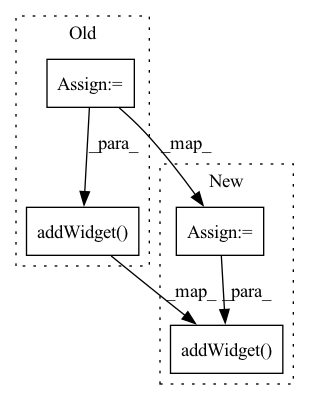 Old
Assign:=
_para_
_map_
New
addWidget()
Assign:=
_map_
_para_
addWidget()